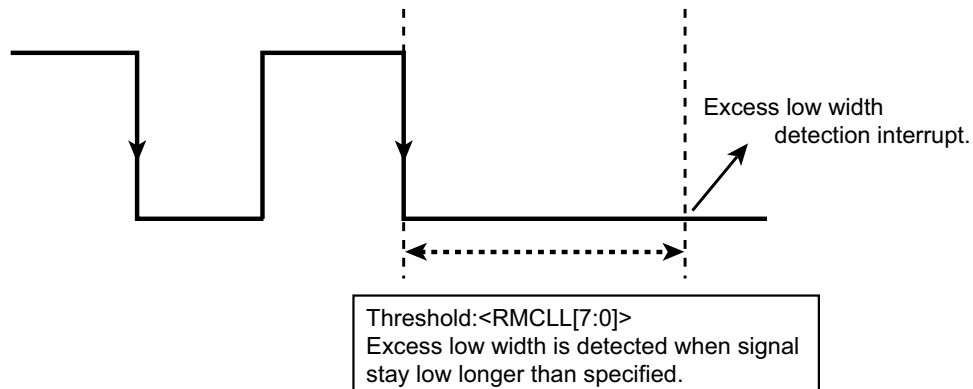 Excess low width
detection interrupt.
Threshold:<RMCLL[7:0]>
Excess low width is detected when signal
stay low longer than specified.